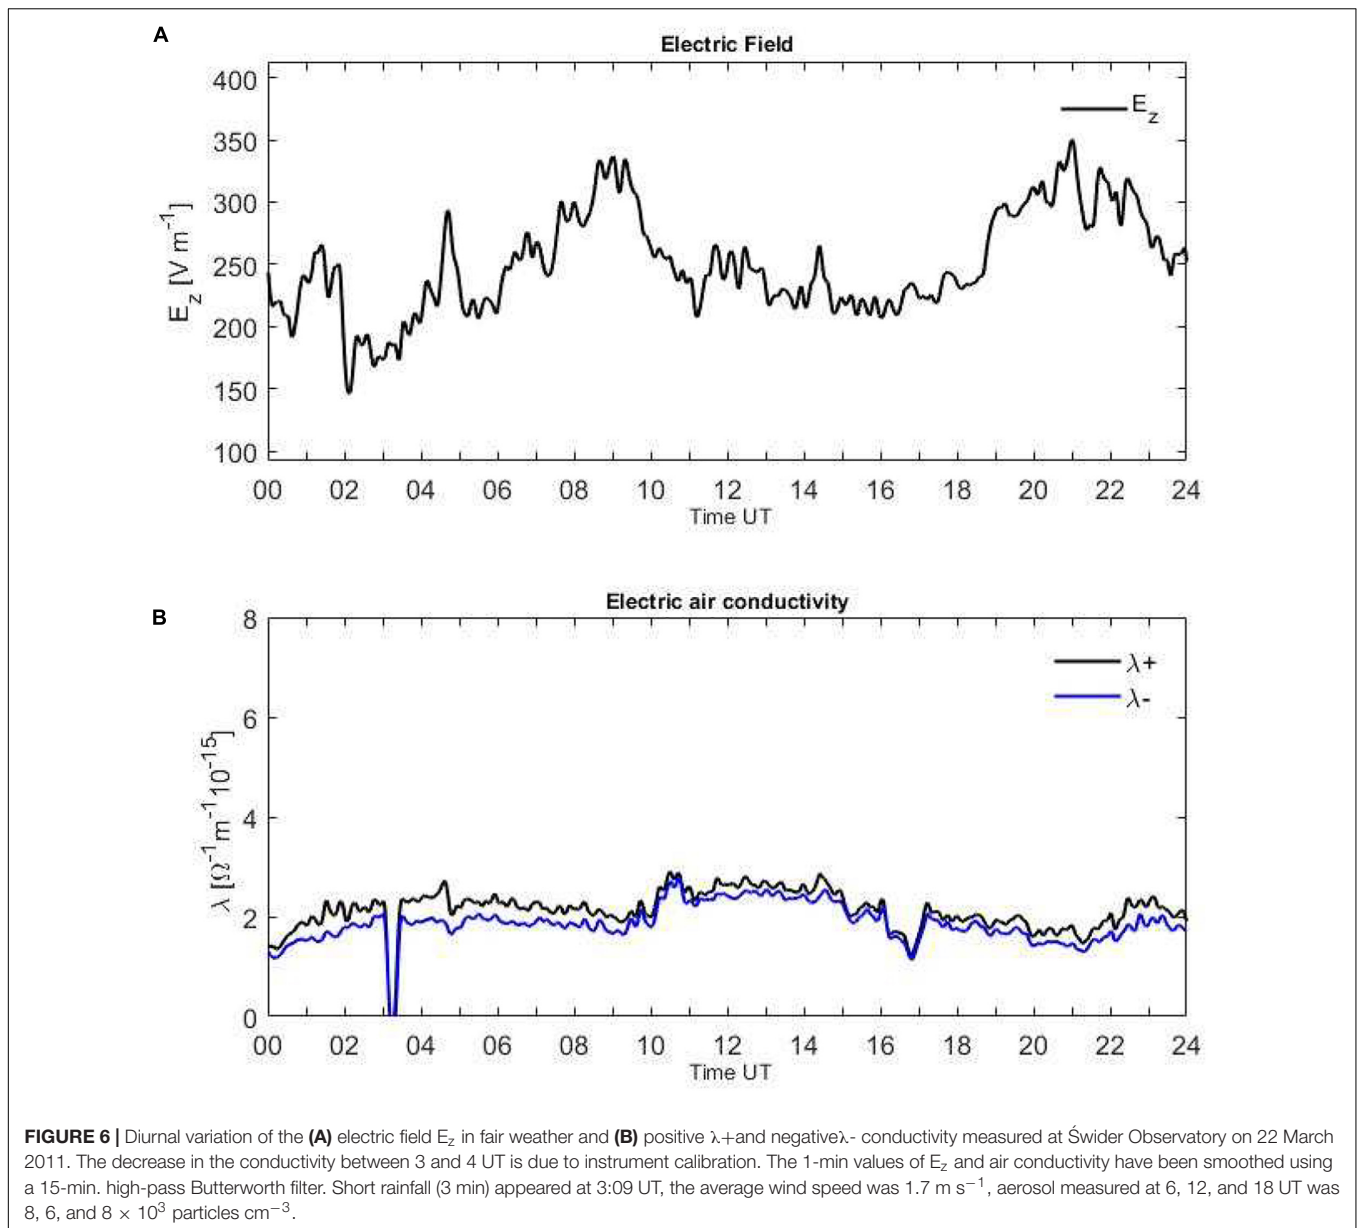 A
Electric Field
E_z
400
350
300
250
200
150
100
E_z [V m⁻¹]
00 02 04 06 08 10 12 14 16 18 20 22 24
Time UT
B
Electric air conductivity
λ+
λ-
8
6
4
2
0
λ [Ω⁻¹m⁻¹10⁻¹⁵]
00 02 04 06 08 10 12 14 16 18 20 22 24
Time UT
FIGURE 6 | Diurnal variation of the (A) electric field E_z in fair weather and (B) positive λ+and negativeλ- conductivity measured at Świder Observatory on 22 March
2011. The decrease in the conductivity between 3 and 4 UT is due to instrument calibration. The 1-min values of E_z and air conductivity have been smoothed using
a 15-min. high-pass Butterworth filter. Short rainfall (3 min) appeared at 3:09 UT, the average wind speed was 1.7 m s⁻¹, aerosol measured at 6, 12, and 18 UT was
8, 6, and 8 × 10³ particles cm⁻³.